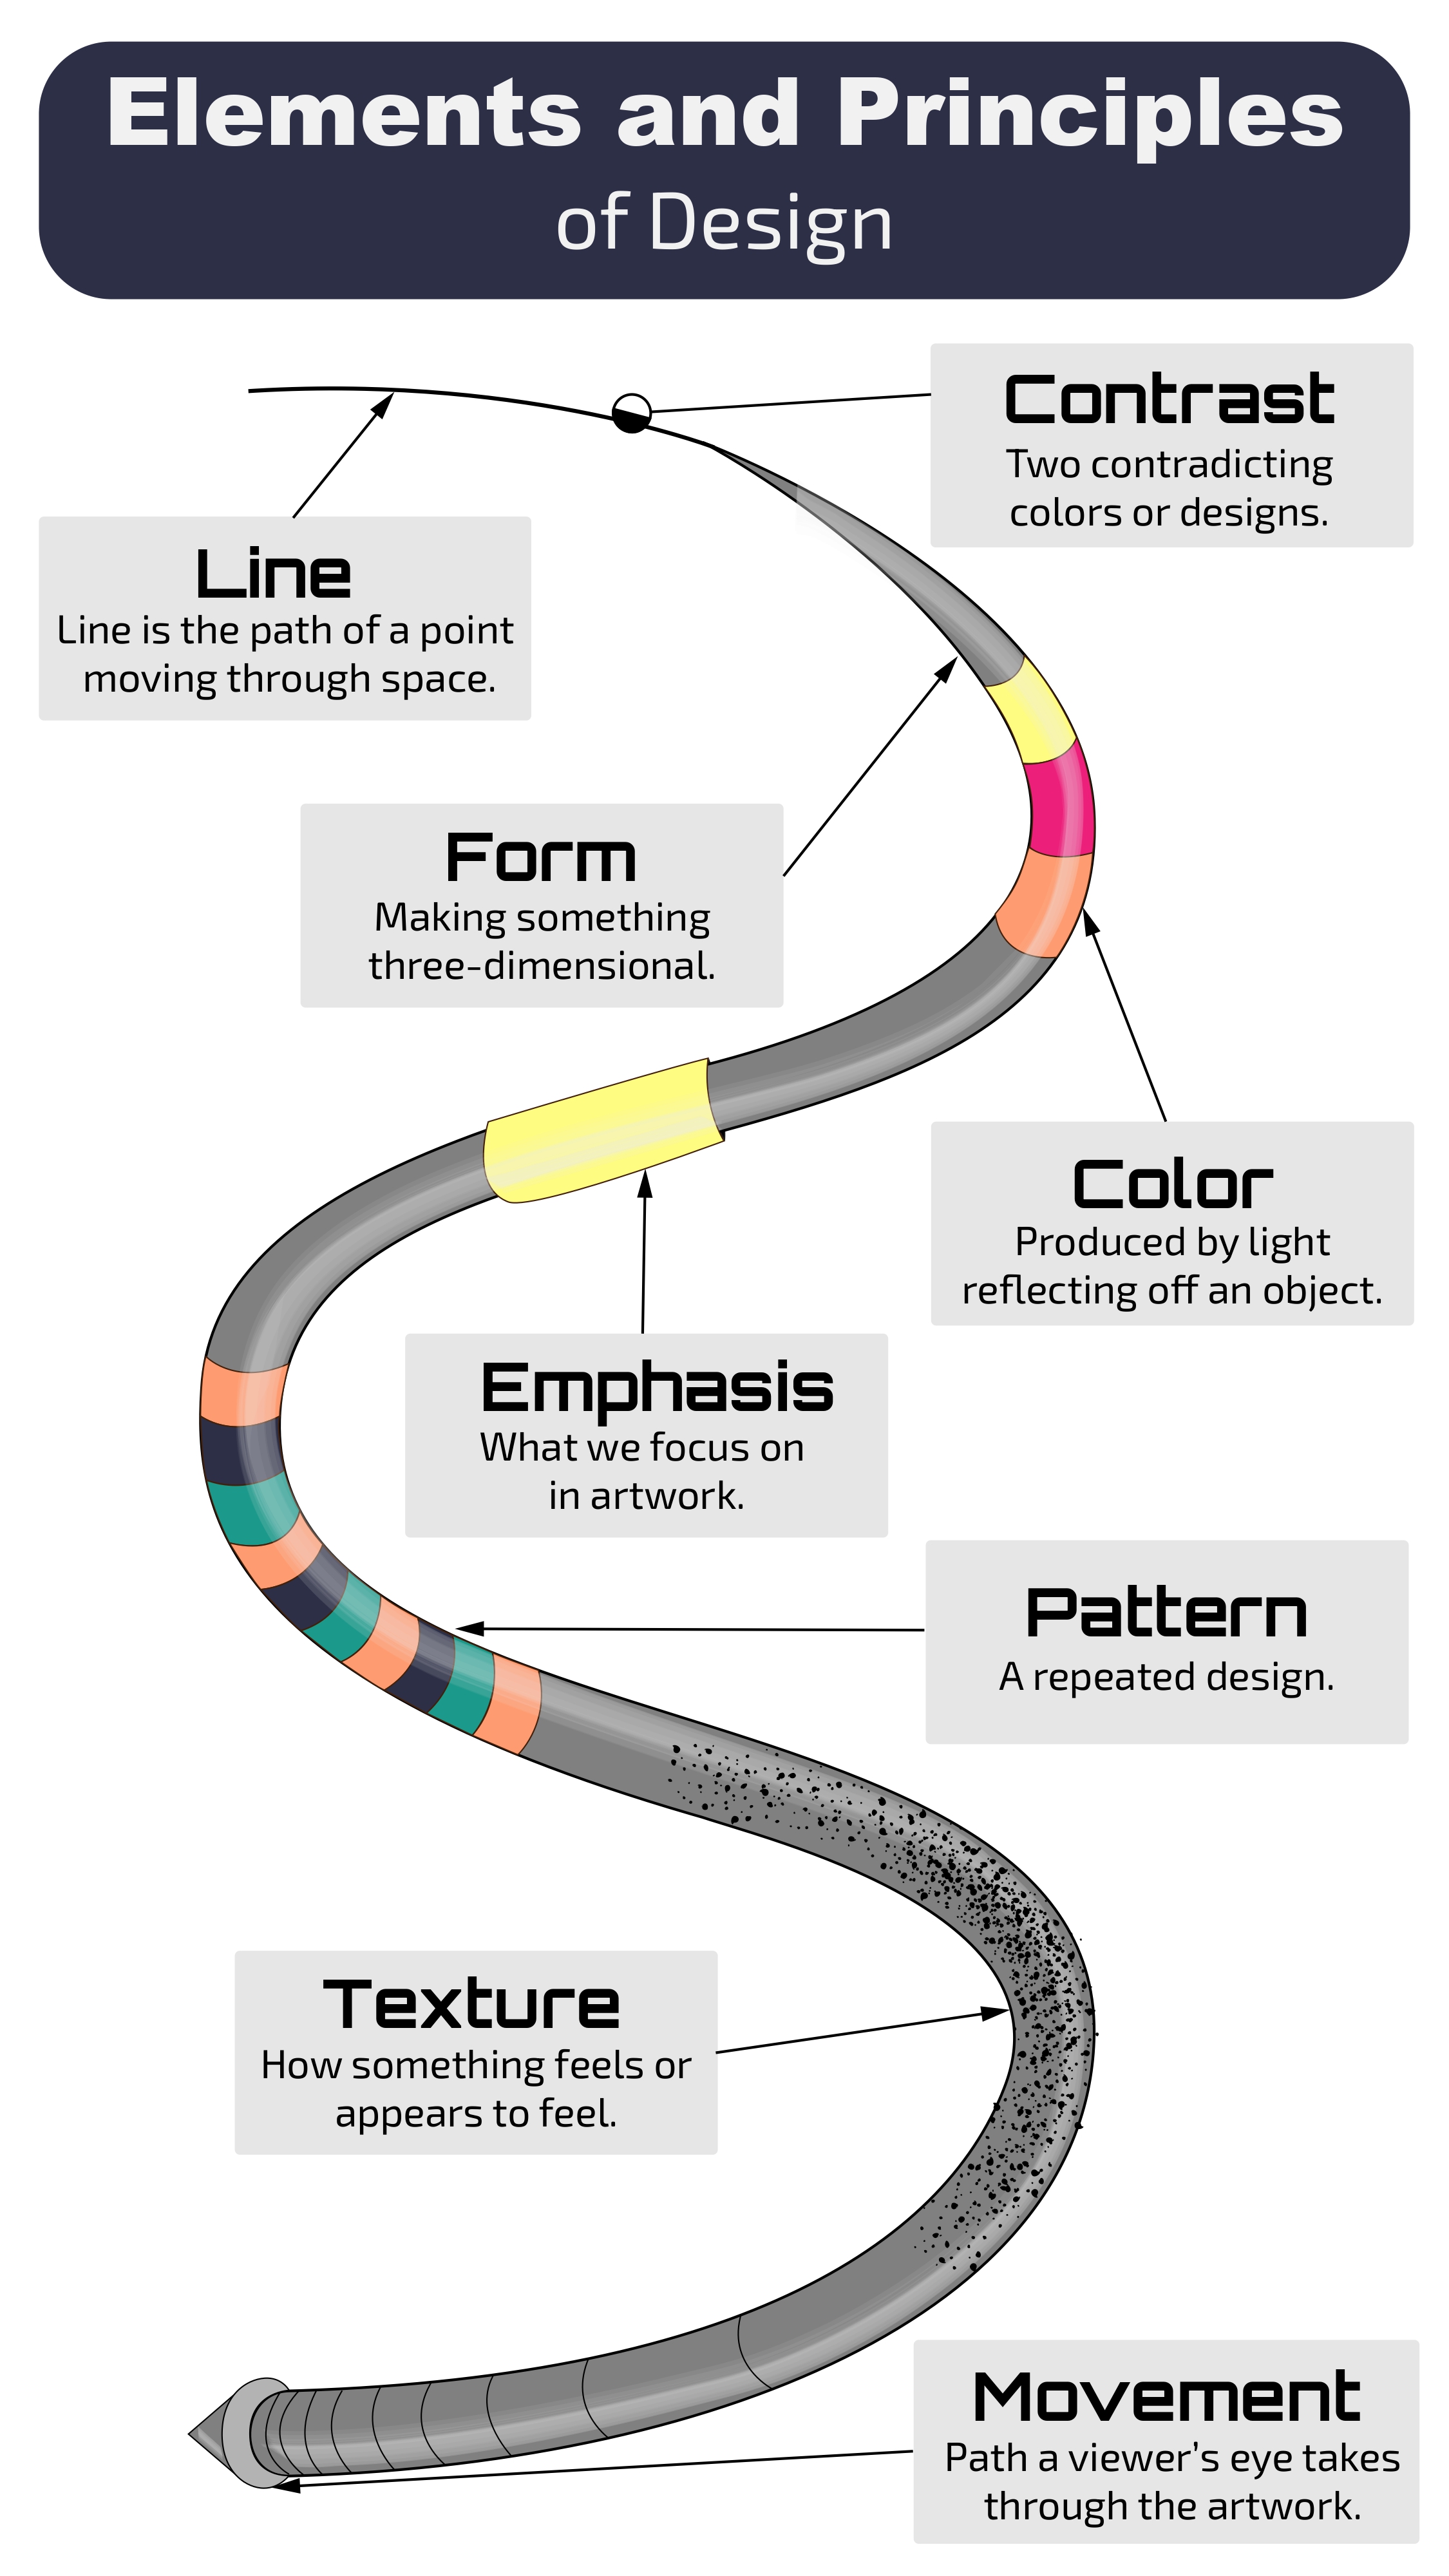 Elements and Principles
of Design
Contrast
Two contradicting
colors or designs.
Line
Line is the path of a point
moving through space.
Form
Making something
three-dimensional.
Color
Produced by light
reflecting off an object.
Emphasis
What we focus on
in artwork.
Pattern
A repeated design.
Texture
How something feels or
appears to feel.
Movement
Path a viewer's eye takes
through the artwork.